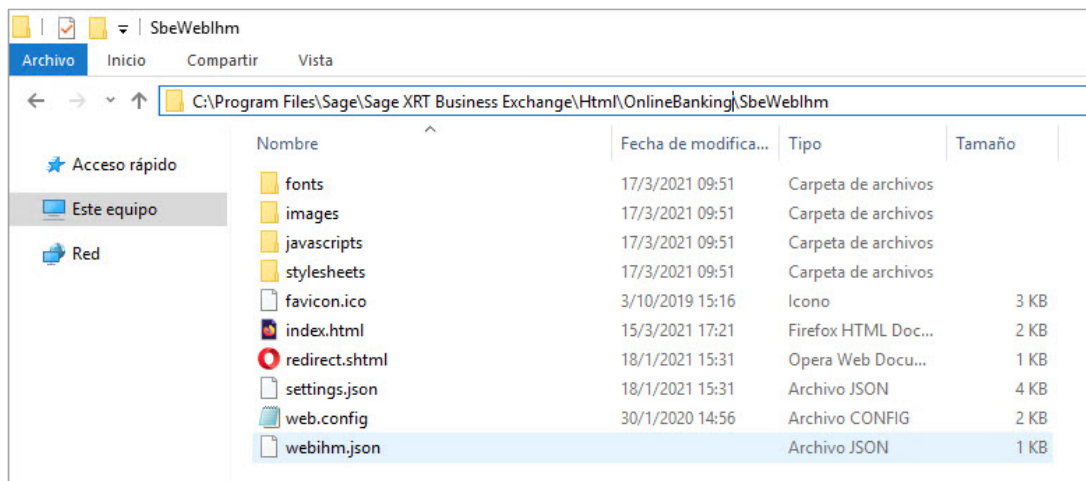 SbeWebIhm
Archivo Inicio Compartir Vista
C:\Program Files\Sage\Sage XRT Business Exchange\Html\OnlineBanking\SbeWebIhm
Nombre Fecha de modifica... Tipo Tamaño
Acceso rápido
Este equipo
Red
fonts 17/3/2021 09:51 Carpeta de archivos
images 17/3/2021 09:51 Carpeta de archivos
javascripts 17/3/2021 09:51 Carpeta de archivos
stylesheets 17/3/2021 09:51 Carpeta de archivos
favicon.ico 3/10/2019 15:16 Icono 3 KB
index.html 15/3/2021 17:21 Firefox HTML Doc... 2 KB
redirect.shtml 18/1/2021 15:31 Opera Web Docu... 1 KB
settings.json 18/1/2021 15:31 Archivo JSON 4 KB
web.config 30/1/2020 14:56 Archivo CONFIG 2 KB
webihm.json Archivo JSON 1 KB